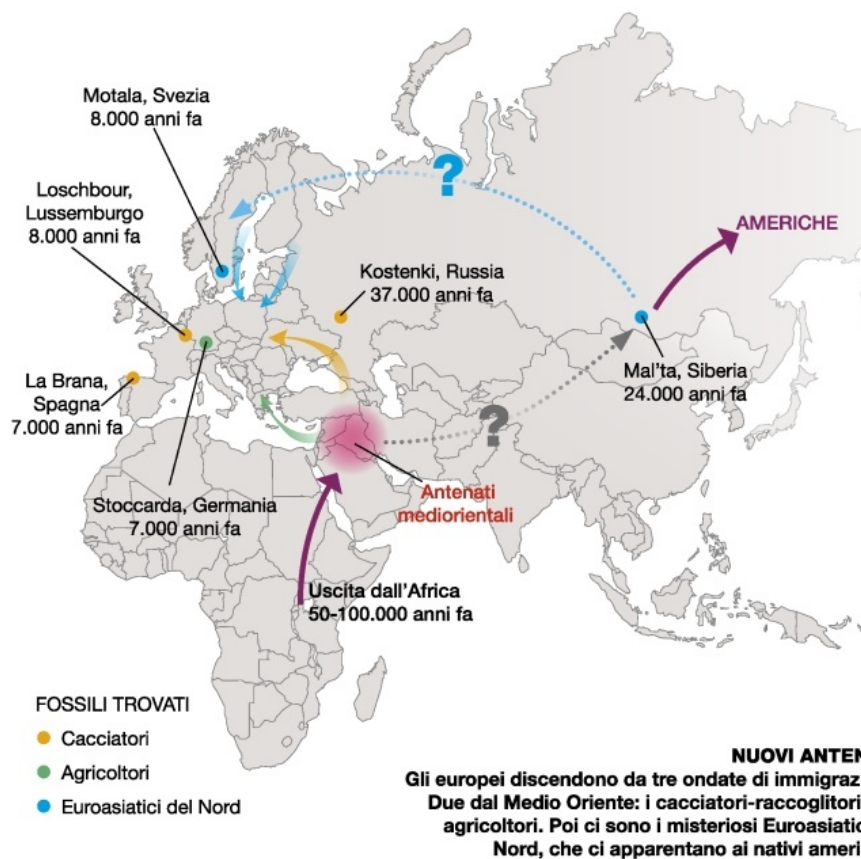 Motala, Svezia
8.000 anni fa
Loschbour,
Lussemburgo
8.000 anni fa
?
AMERICHE
Kostenki, Russia
37.000 anni fa
Mal'ta, Siberia
24.000 anni fa
La Brana,
Spagna
7.000 anni fa
?
Stoccarda, Germania
7.000 anni fa
Antenati
mediorientali
Uscita dall'Africa
50-100.000 anni fa
FOSSILI TROVATI
Cacciatori
Agricoltori
Euroasiatici del Nord
NUOVI ANTEN
Gli europei discendono da tre ondate di immigraz
Due dal Medio Oriente: i cacciatori-raccoglitori
agricoltori. Poi ci sono i misteriosi Euroasiatic
Nord, che ci apparentano ai nativi ameri